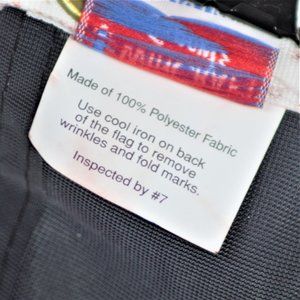 Made of 100% Polyester Fabric
Use cool iron on back
of the flag to remove
wrinkles and fold marks.
Inspected by #7